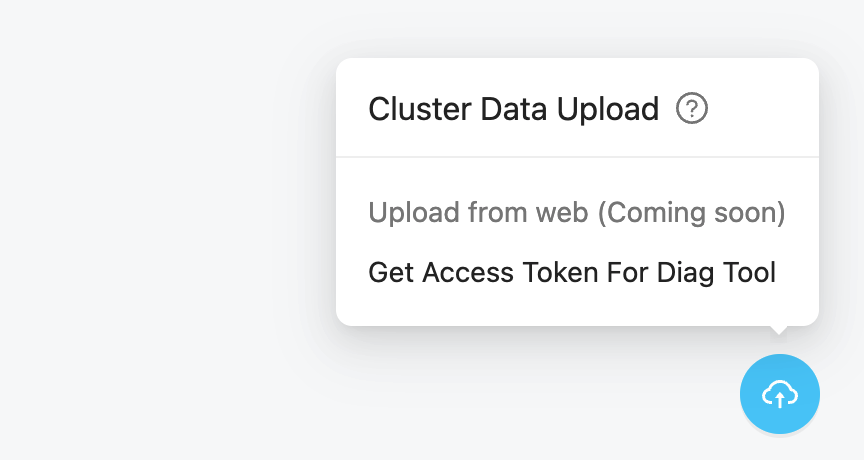 Cluster Data Upload ?
Upload from web (Coming soon)
Get Access Token For Diag Tool